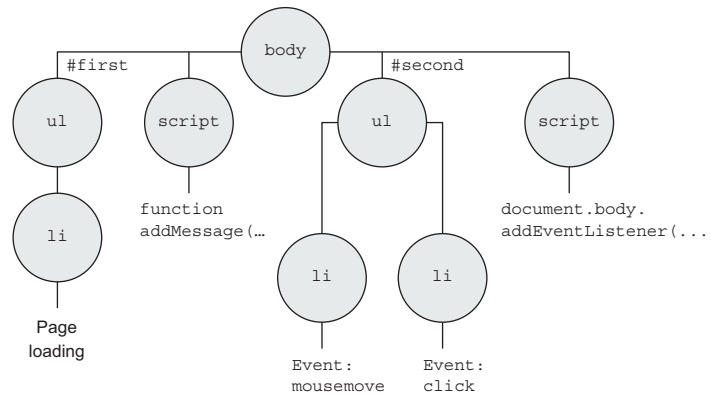 body
#first
#second
ul
script
ul
script
function
addMessage(…
document.body.
addEventListener(...
li
li
li
Page
loading
Event:
mousemove
Event:
click